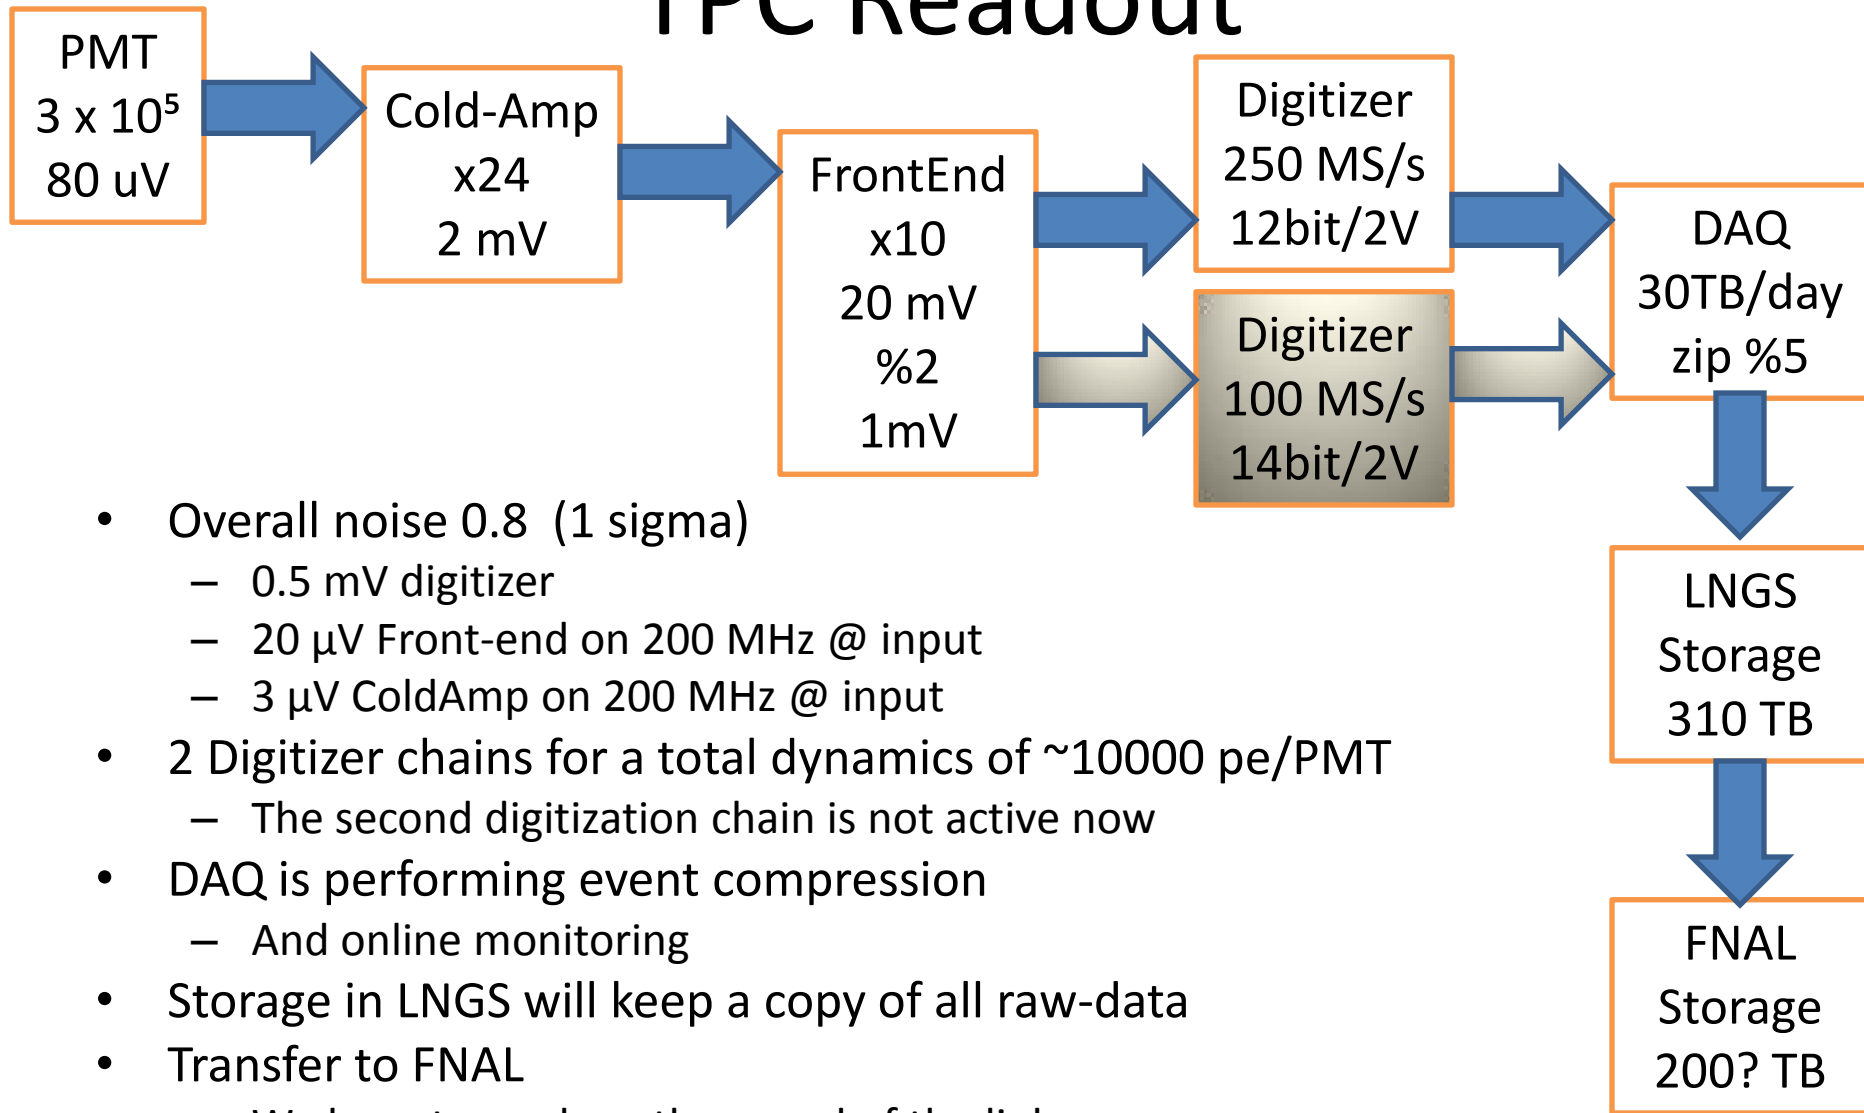 TPC Readout
PMT
3 x 10⁵
80 uV
Cold-Amp
x24
2 mV
FrontEnd
x10
20 mV
%2
1mV
Digitizer
250 MS/s
12bit/2V
Digitizer
100 MS/s
14bit/2V
DAQ
30TB/day
zip %5
LNGS
Storage
310 TB
FNAL
Storage
200? TB
• Overall noise 0.8 (1 sigma)
– 0.5 mV digitizer
– 20 µV Front-end on 200 MHz @ input
– 3 µV ColdAmp on 200 MHz @ input
• 2 Digitizer chains for a total dynamics of ~10000 pe/PMT
– The second digitization chain is not active now
• DAQ is performing event compression
– And online monitoring
• Storage in LNGS will keep a copy of all raw-data
• Transfer to FNAL